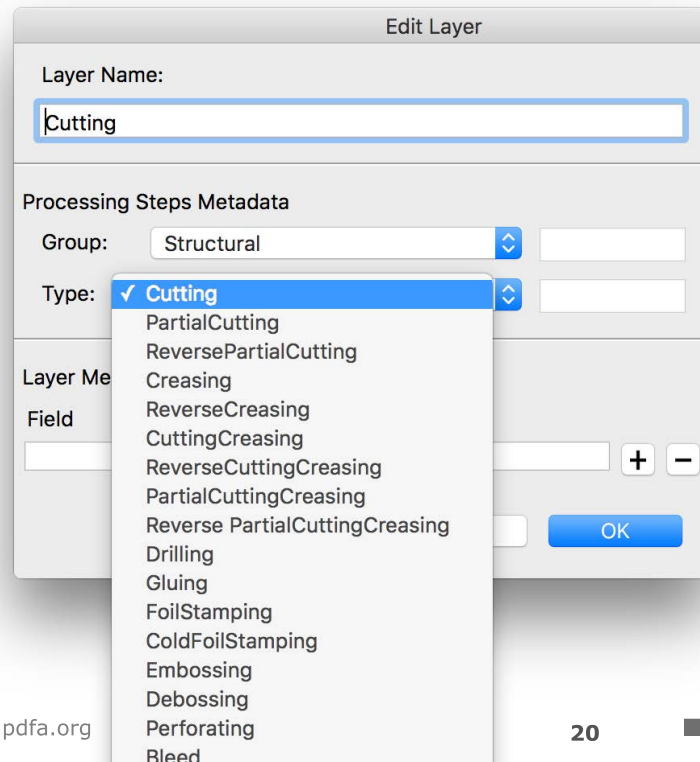 Edit Layer
Layer Name:
Cutting
Processing Steps Metadata
Group: Structural
Type: ✓ Cutting
PartialCutting
ReversePartialCutting
Layer Me
Creasing
ReverseCreasing
Field
CuttingCreasing
ReverseCuttingCreasing
+ −
PartialCuttingCreasing
Reverse PartialCuttingCreasing
OK
Drilling
Gluing
FoilStamping
ColdFoilStamping
Embossing
Debossing
Perforating
Bleed
pdfa.org
20